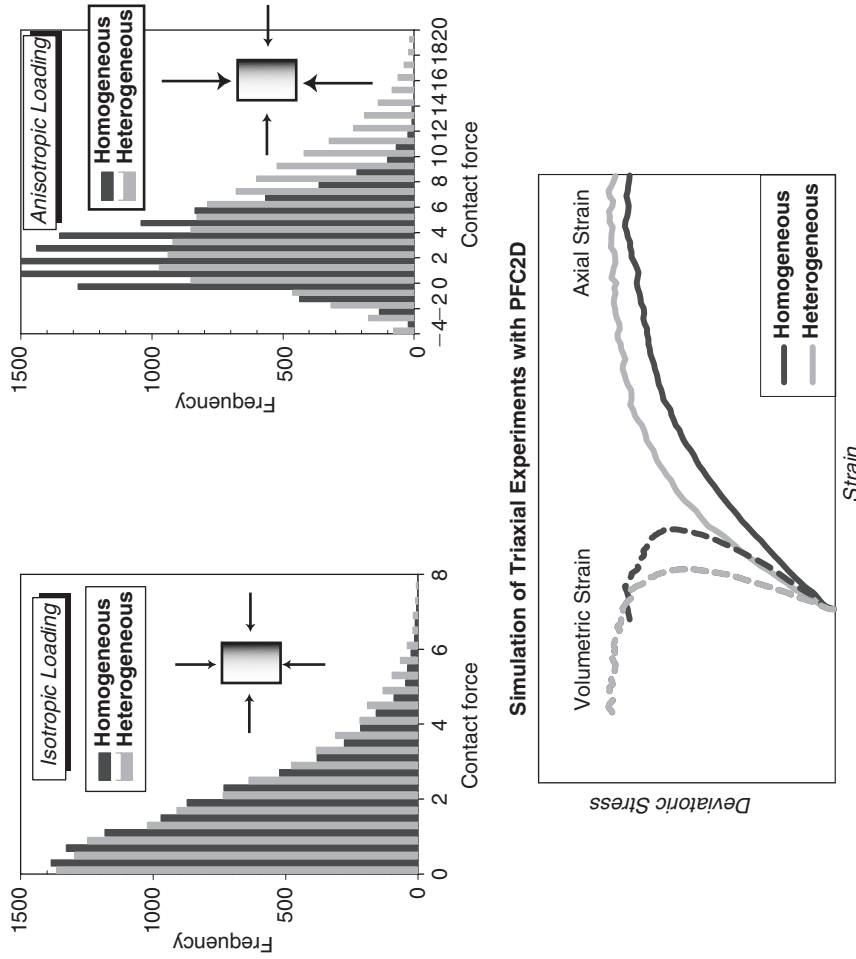 Isotropic Loading
Homogeneous
Heterogeneous
1500
1000
500
0
Frequency
0
2
4
6
8
Contact force
Anisotropic Loading
Homogeneous
Heterogeneous
1500
1000
500
0
Frequency
−4
−2
0
2
4
6
8
10
12
14
16
18
20
Contact force
Simulation of Triaxial Experiments with PFC2D
Volumetric Strain
Axial Strain
Homogeneous
Heterogeneous
Deviatoric Stress
Strain